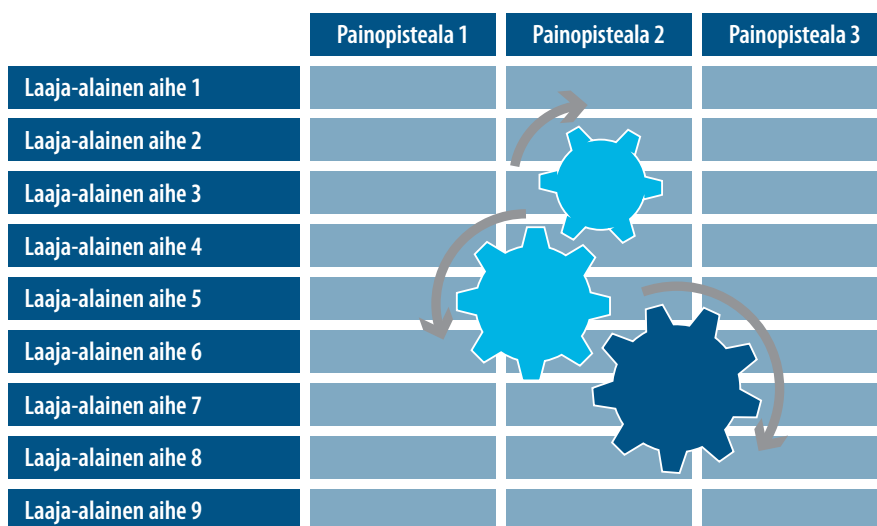 Painopisteala 1 Painopisteala 2 Painopisteala 3
Laaja-alainen aihe 1
Laaja-alainen aihe 2
Laaja-alainen aihe 3
Laaja-alainen aihe 4
Laaja-alainen aihe 5
Laaja-alainen aihe 6
Laaja-alainen aihe 7
Laaja-alainen aihe 8
Laaja-alainen aihe 9